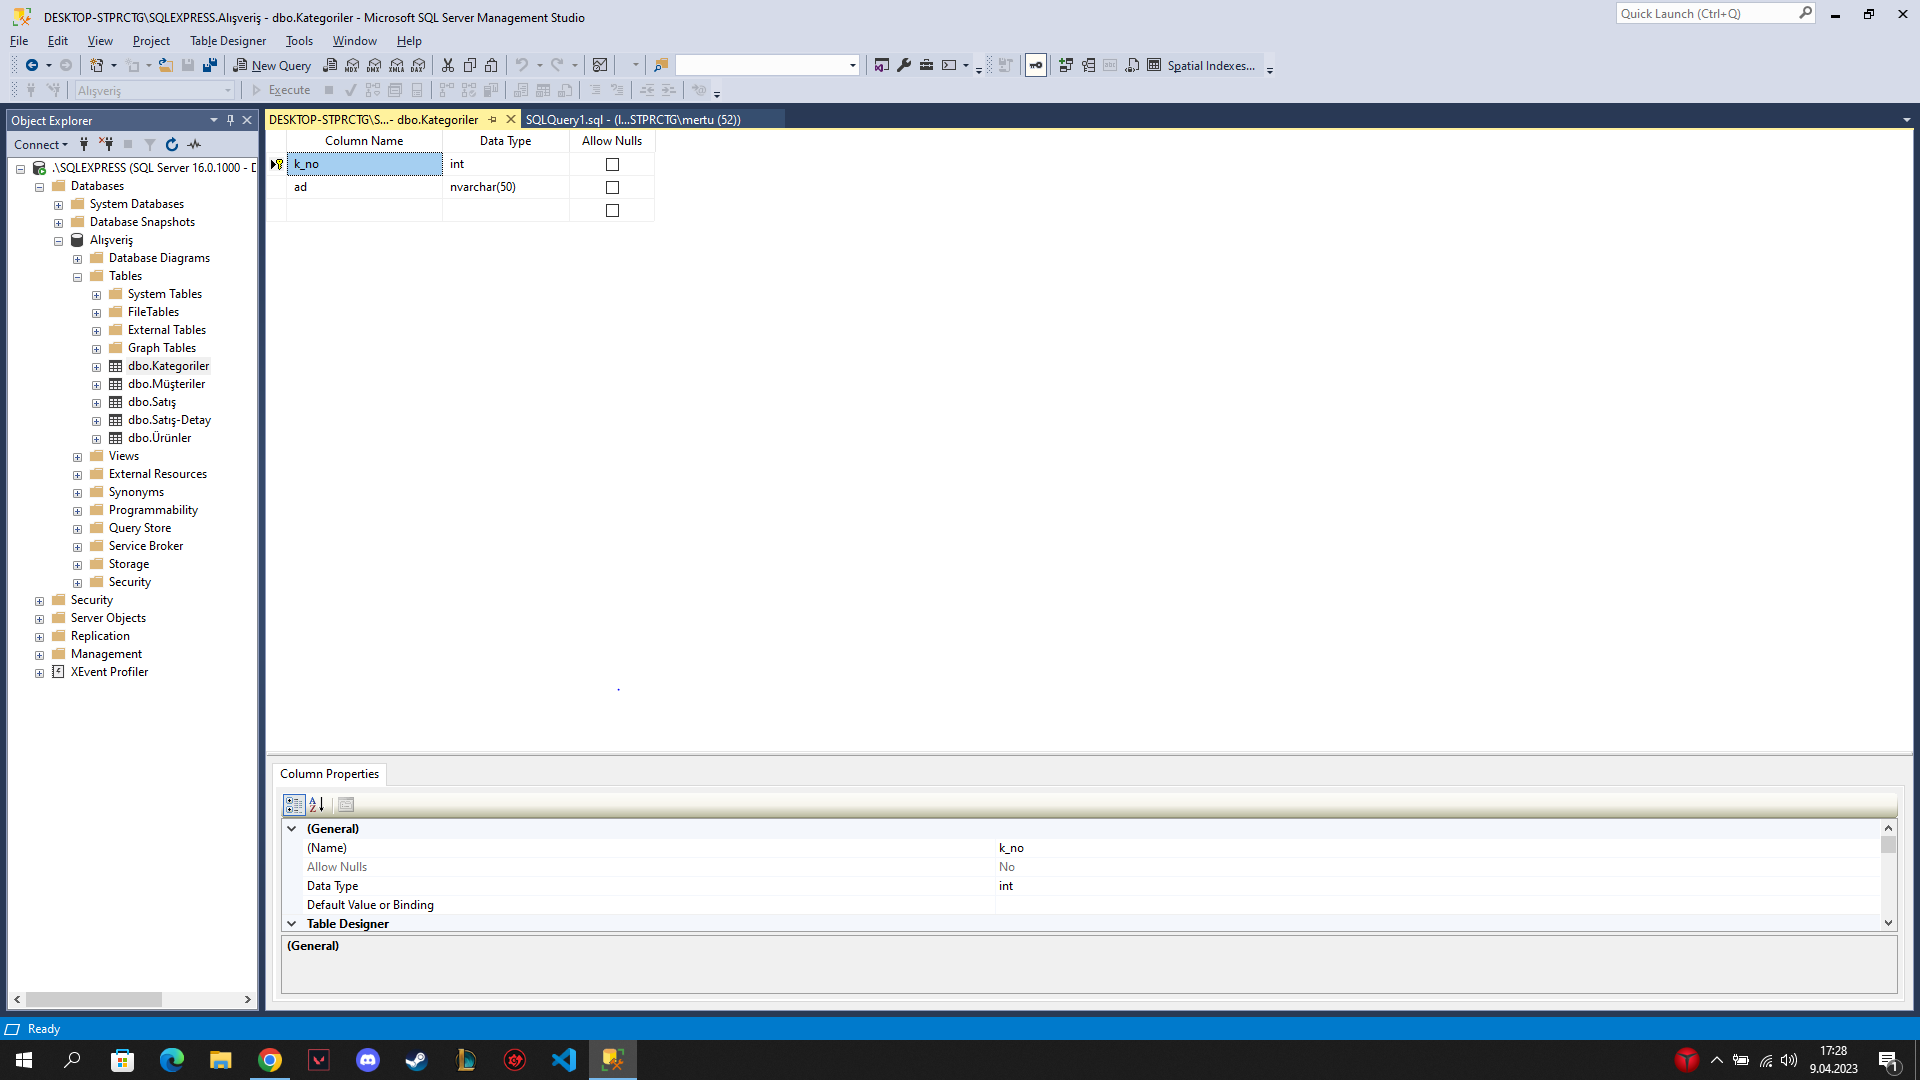 DESKTOP-STPRCTG\SQLEXPRESS.Alışveriş - dbo.Kategoriler - Microsoft SQL Server Management Studio
Quick Launch (Ctrl+Q)
File Edit View Project Table Designer Tools Window Help
New Query
MDX DMX XMLA DAX
Spatial Indexes...
Alışveriş
Execute
Object Explorer
Connect
.\SQLEXPRESS (SQL Server 16.0.1000 - D
Databases
System Databases
Database Snapshots
Alışveriş
Database Diagrams
Tables
System Tables
FileTables
External Tables
Graph Tables
dbo.Kategoriler
dbo.Müşteriler
dbo.Satış
dbo.Satış-Detay
dbo.Ürünler
Views
External Resources
Synonyms
Programmability
Query Store
Service Broker
Storage
Security
Security
Server Objects
Replication
Management
XEvent Profiler
DESKTOP-STPRCTG\S...- dbo.Kategoriler
SQLQuery1.sql - (l...STPRCTG\mertu (52))
Column Name Data Type Allow Nulls
k_no int
ad nvarchar(50)
Column Properties
(General)
(Name) k_no
Allow Nulls No
Data Type int
Default Value or Binding
Table Designer
(General)
Ready
17:28
9.04.2023
1